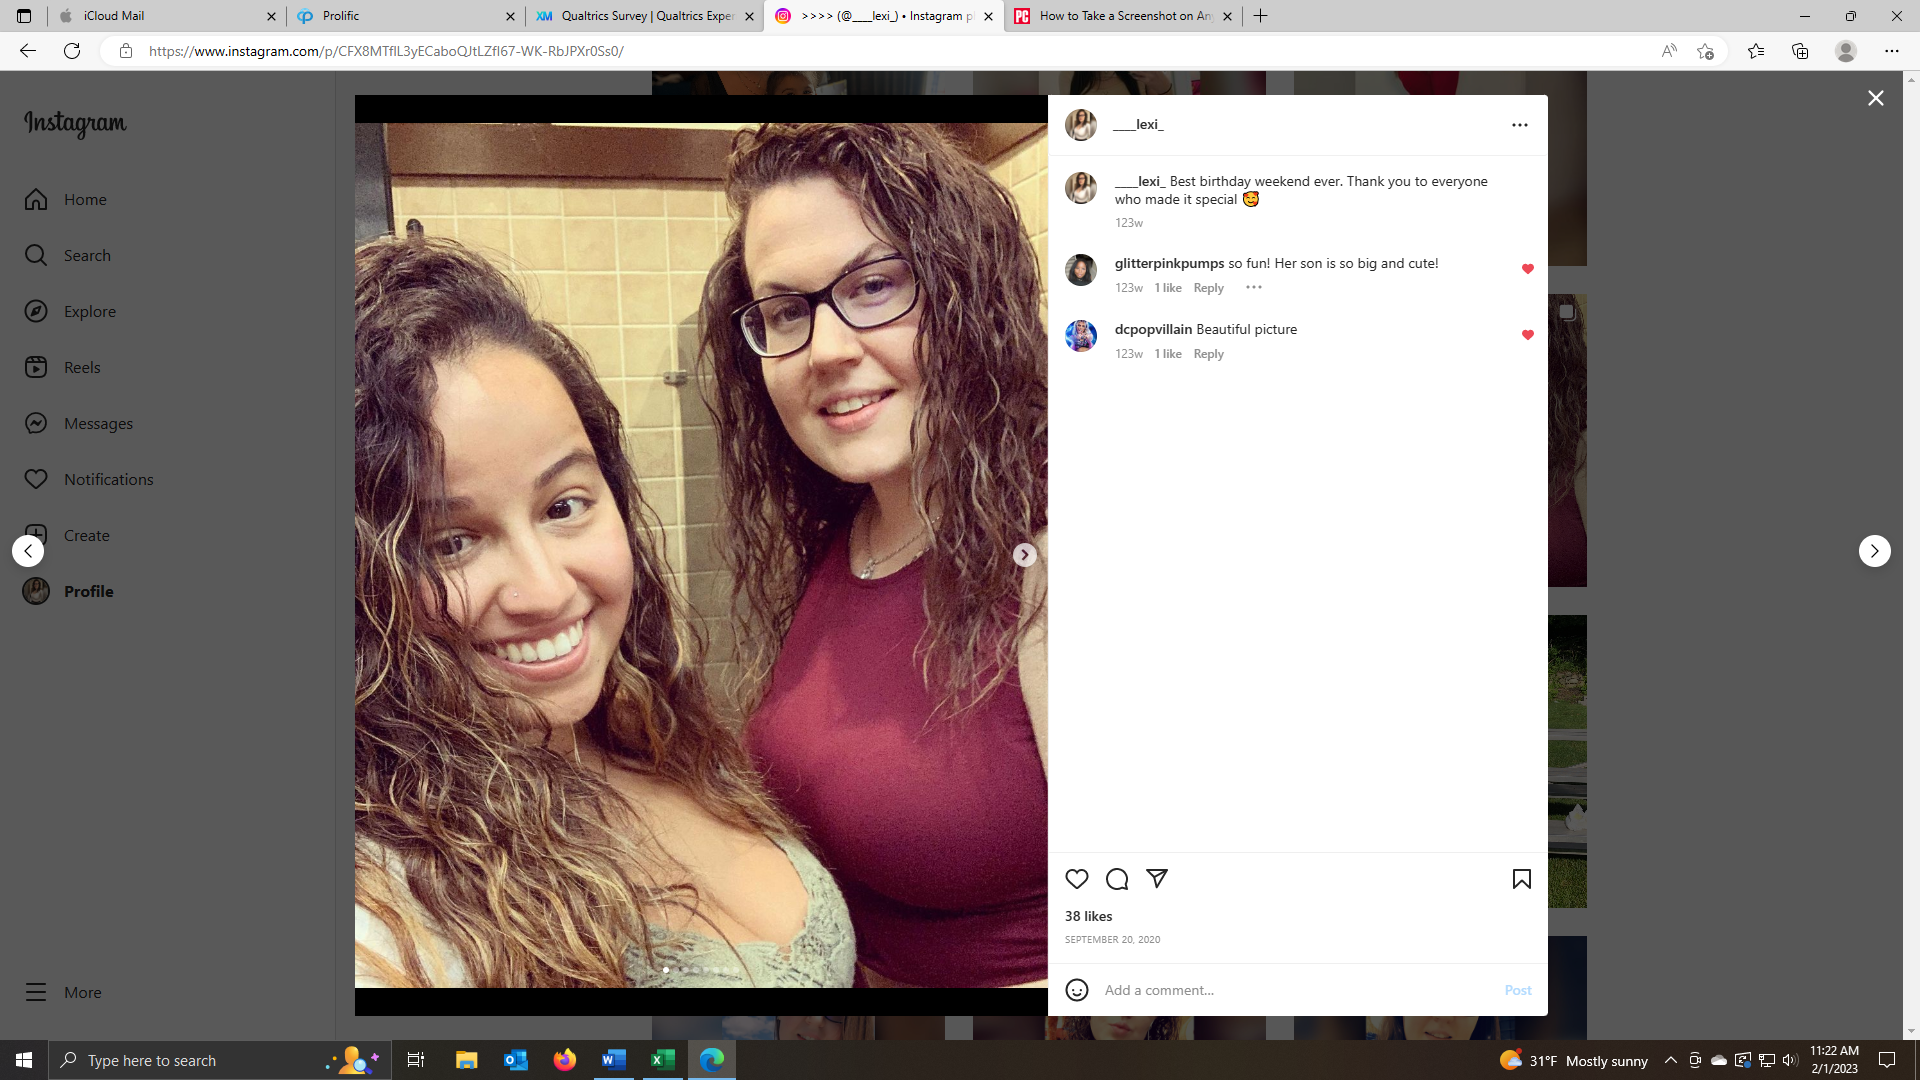 iCloud Mail
Prolific
Qualtrics Survey | Qualtrics Exper
>>>> (@____lexi_) • Instagram p
How to Take a Screenshot on An
https://www.instagram.com/p/CFX8MTflL3yECaboQJtLZfI67-WK-RbJPXr0Ss0/
Instagram
Home
Search
Explore
Reels
Messages
Notifications
Create
Profile
More
____lexi_
____lexi_ Best birthday weekend ever. Thank you to everyone
who made it special 🥰
123w
glitterpinkpumps so fun! Her son is so big and cute!
123w 1 like Reply
dcpopvillain Beautiful picture
123w 1 like Reply
38 likes
SEPTEMBER 20, 2020
Add a comment... Post
Type here to search
31°F Mostly sunny
11:22 AM
2/1/2023